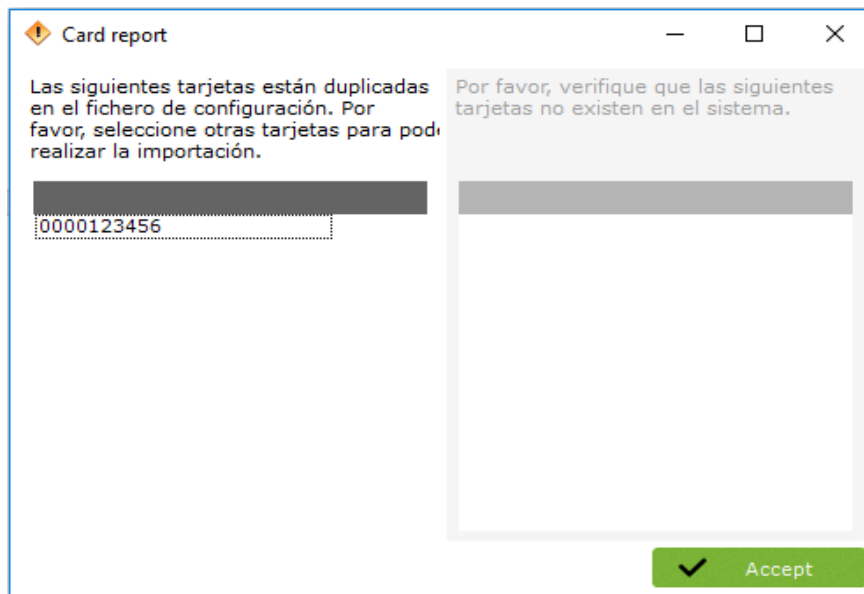 Card report
Las siguientes tarjetas están duplicadas
en el fichero de configuración. Por
favor, seleccione otras tarjetas para pod
realizar la importación.
Por favor, verifique que las siguientes
tarjetas no existen en el sistema.
0000123456
Accept